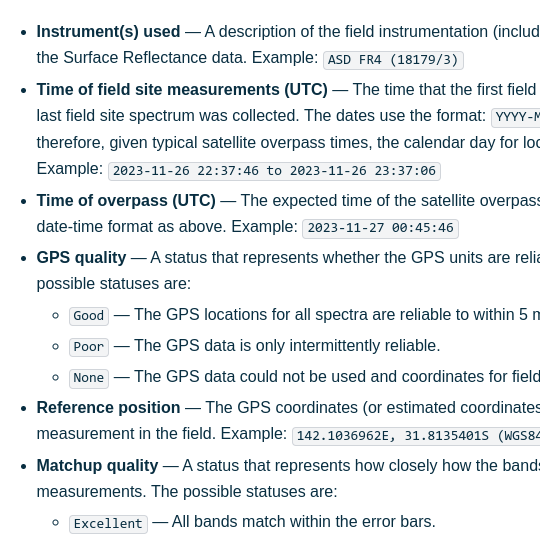 Instrument(s) used — A description of the field instrumentation (includ
the Surface Reflectance data. Example: ASD FR4 (18179/3)
Time of field site measurements (UTC) — The time that the first field
last field site spectrum was collected. The dates use the format: YYYY-M
therefore, given typical satellite overpass times, the calendar day for loc
Example: 2023-11-26 22:37:46 to 2023-11-26 23:37:06
Time of overpass (UTC) — The expected time of the satellite overpass
date-time format as above. Example: 2023-11-27 00:45:46
GPS quality — A status that represents whether the GPS units are relia
possible statuses are:
Good — The GPS locations for all spectra are reliable to within 5 m
Poor — The GPS data is only intermittently reliable.
None — The GPS data could not be used and coordinates for field
Reference position — The GPS coordinates (or estimated coordinates
measurement in the field. Example: 142.1036962E, 31.8135401S (WGS84
Matchup quality — A status that represents how closely how the bands
measurements. The possible statuses are:
Excellent — All bands match within the error bars.